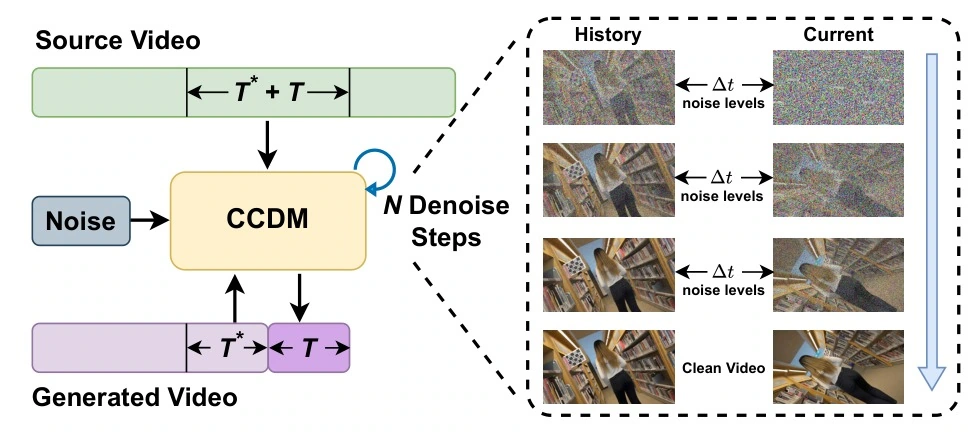 Source Video
T* + T
Noise
CCDM
N Denoise
Steps
T*
T
Generated Video
History
Current
Δt
noise levels
Δt
noise levels
Δt
noise levels
Clean Video